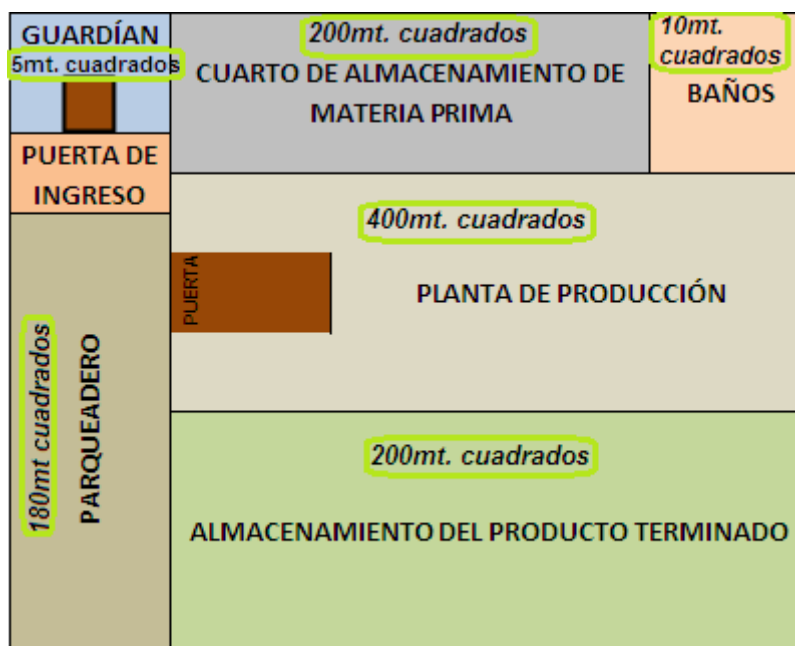 GUARDÍAN
5mt. cuadrados
200mt. cuadrados
CUARTO DE ALMACENAMIENTO DE
MATERIA PRIMA
10mt.
cuadrados
BAÑOS
PUERTA DE
INGRESO
400mt. cuadrados
PUERTA
PLANTA DE PRODUCCIÓN
180mt cuadrados
PARQUEADERO
200mt. cuadrados
ALMACENAMIENTO DEL PRODUCTO TERMINADO